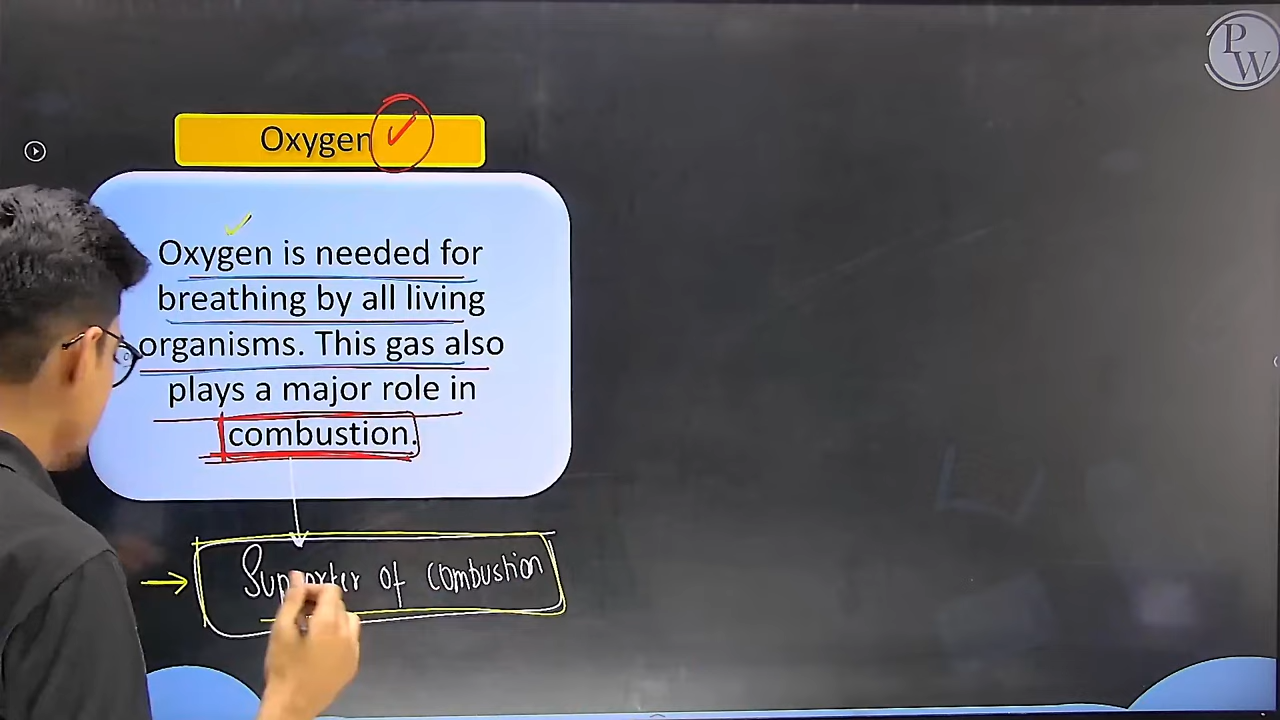 PW
Oxygen
Oxygen is needed for
breathing by all living
organisms. This gas also
plays a major role in
combustion.
Supporter of combustion